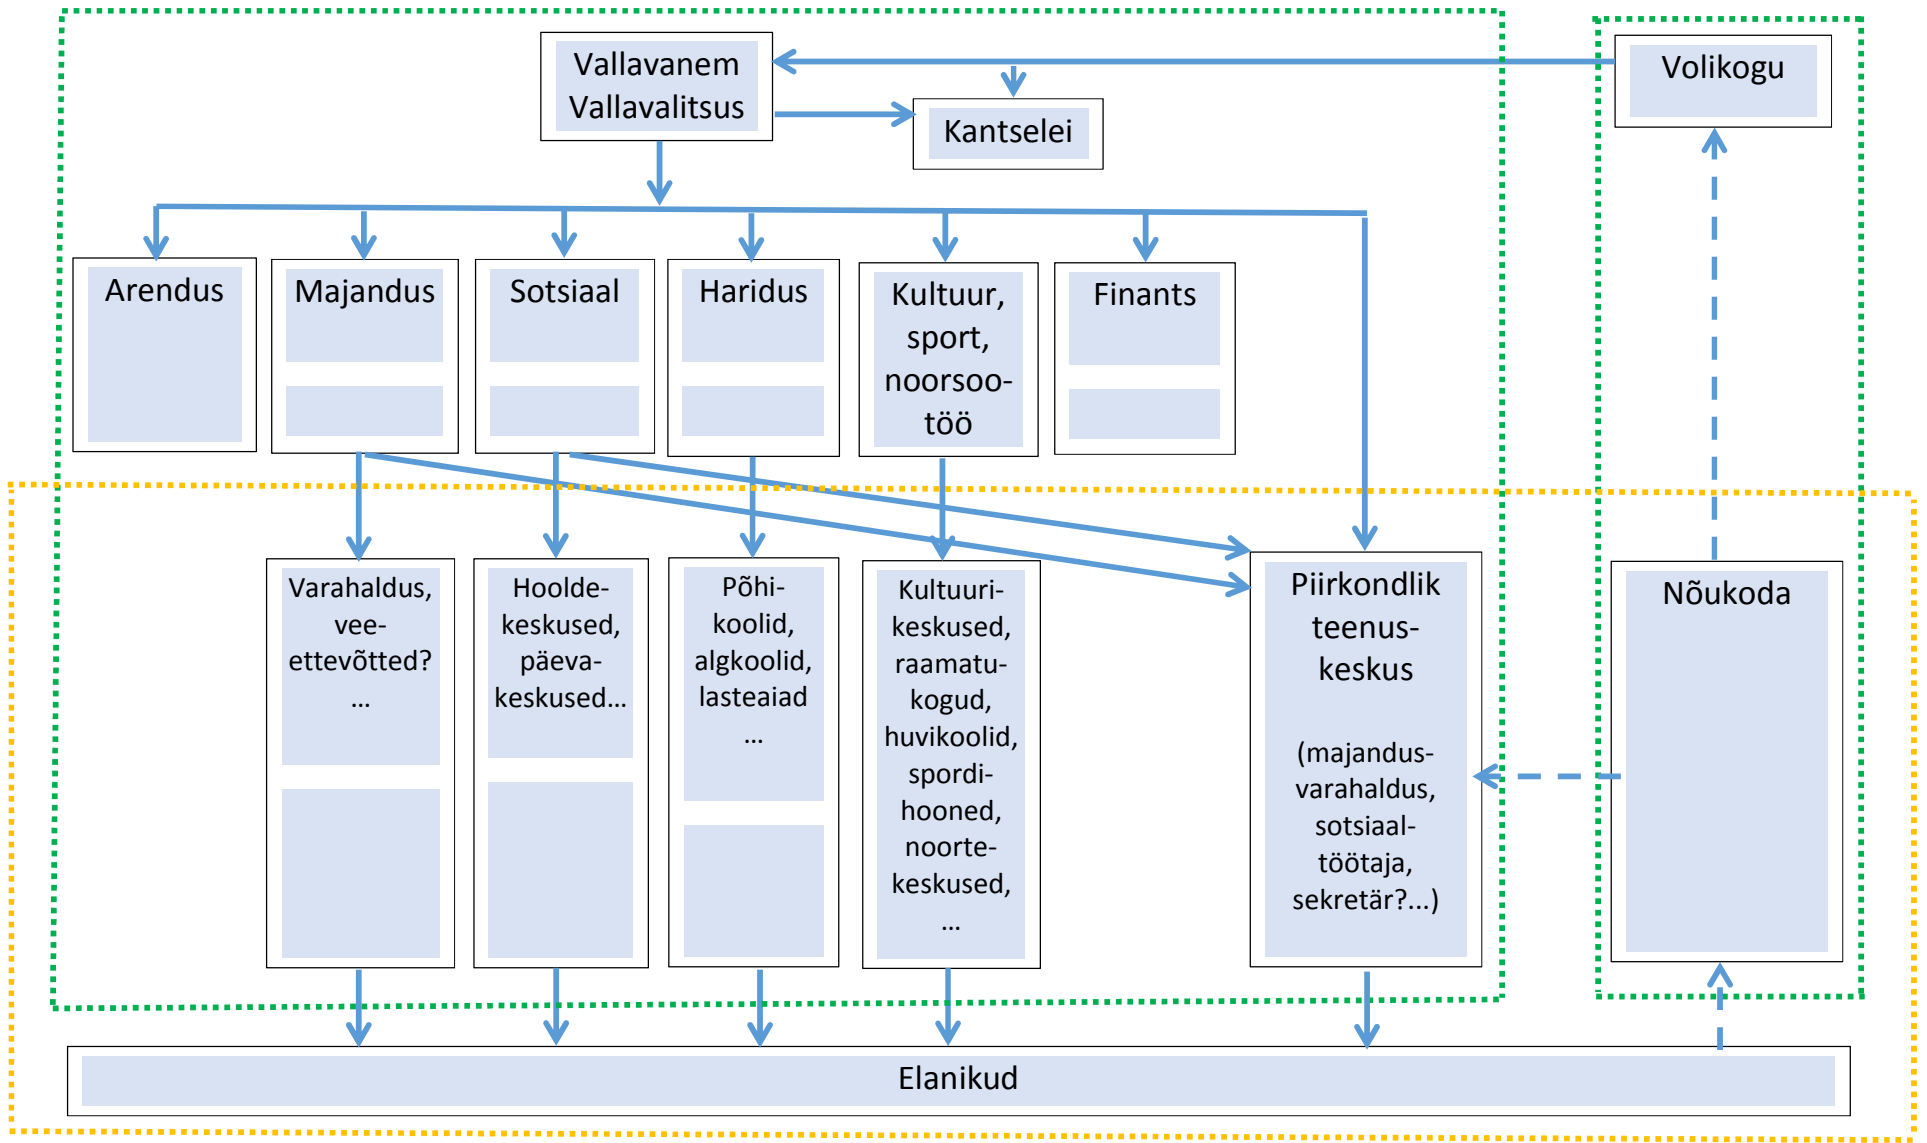 Vallavanem
Vallavalitsus
Volikogu
Kantselei
Arendus
Majandus
Sotsiaal
Haridus
Kultuur,
sport,
noorsoo-
töö
Finants
Varahaldus,
vee-
ettevõtted?
...
Hoolde-
keskused,
päeva-
keskused...
Põhi-
koolid,
algkoolid,
lasteaiad
...
Kultuuri-
keskused,
raamatu-
kogud,
huvikoolid,
spordi-
hooned,
noorte-
keskused,
...
Piirkondlik
teenus-
keskus
(majandus-
varahaldus,
sotsiaal-
töötaja,
sekretär?...)
Nõukoda
Elanikud